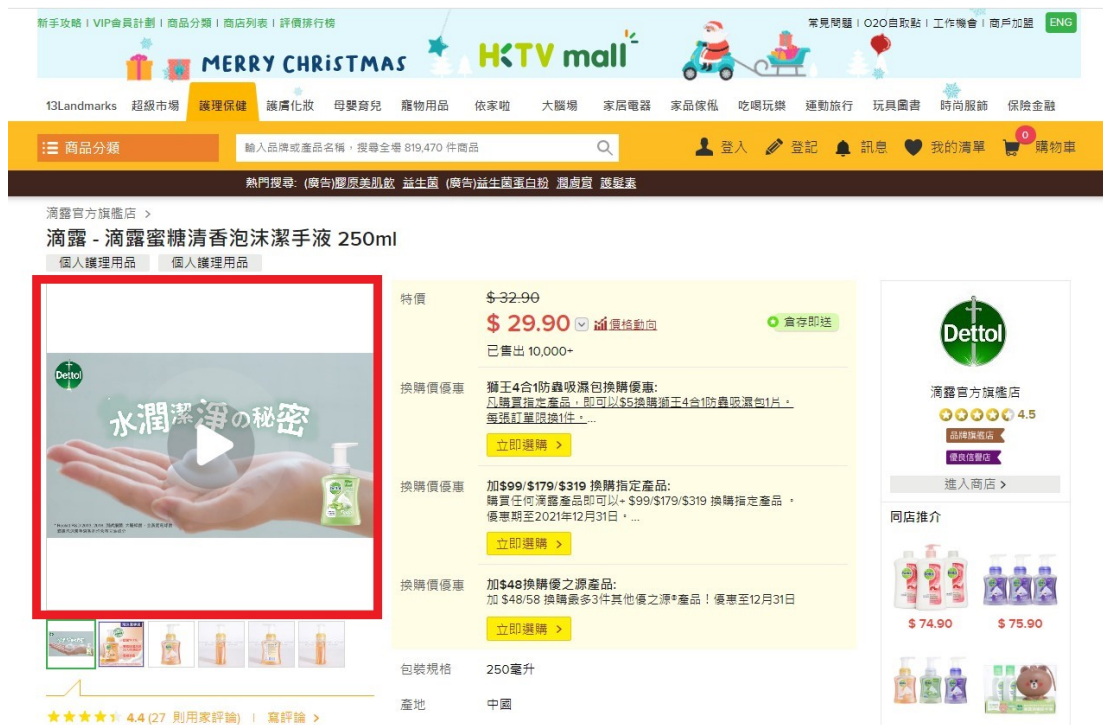 新手攻略 | VIP會員計劃 | 商品分類 | 商店列表 | 評價排行榜
常見問題 | O2O自取點 | 工作機會 | 商戶加盟 ENG
MERRY CHRiSTMAS
HKTV mall
13Landmarks 超級市場 護理保健 護膚化妝 母嬰育兒 寵物用品 依家啦 大腦場 家居電器 家品傢俬 吃喝玩樂 運動旅行 玩具圖書 時尚服飾 保險金融
商品分類
輸入品牌或產品名稱，搜尋全場 819,470 件商品
登入 登記 訊息 我的清單 0 購物車
熱門搜尋: (廣告)膠原美肌飲 益生菌 (廣告)益生菌蛋白粉 潤膚膏 護髮素
滴露官方旗艦店 >
滴露 - 滴露蜜糖清香泡沫潔手液 250ml
個人護理用品 個人護理用品
Dettol
水潤潔淨の秘密
特價
$ 32.90
$ 29.90 價格動向
倉存即送
已售出 10,000+
換購價優惠
獅王4合1防蟲吸濕包換購優惠:
凡購買指定產品，即可以$5換購獅王4合1防蟲吸濕包1片。
每張訂單限換1件。...
立即選購 >
換購價優惠
加$99/$179/$319 換購指定產品:
購買任何滴露產品即可以+ $99/$179/$319 換購指定產品 。
優惠期至2021年12月31日。...
立即選購 >
換購價優惠
加$48換購優之源產品:
加 $48/58 換購最多3件其他優之源®產品！優惠至12月31日
立即選購 >
包裝規格 250毫升
產地 中國
4.4 (27 則用家評論) | 寫評論 >
Dettol
滴露官方旗艦店
4.5
品牌旗艦店
優良信譽店
進入商店 >
同店推介
$ 74.90 $ 75.90